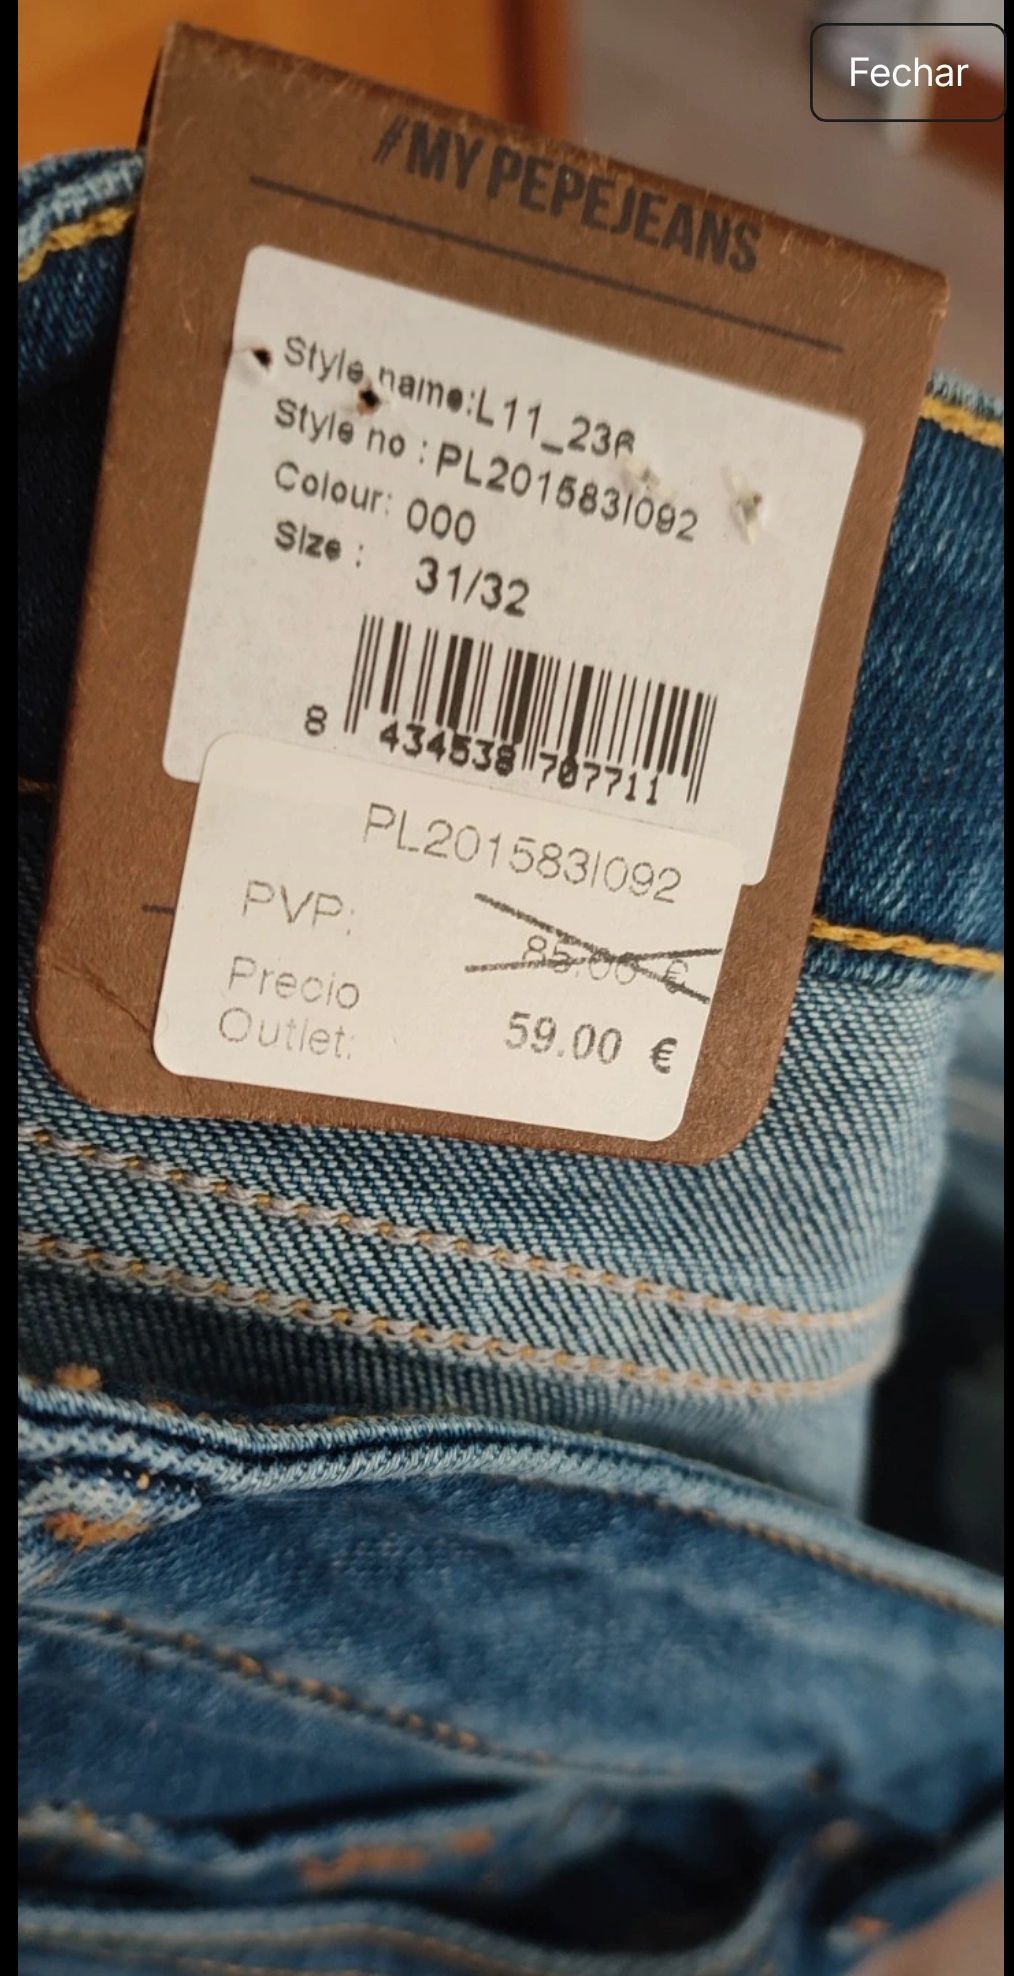 Fechar
#MY PEPEJEANS
Style name:L11_236
Style no : PL201583I092
Colour: 000
Size : 31/32
8 434538 707711
PL201583I092
PVP: 85.00 €
Precio
Outlet: 59.00 €